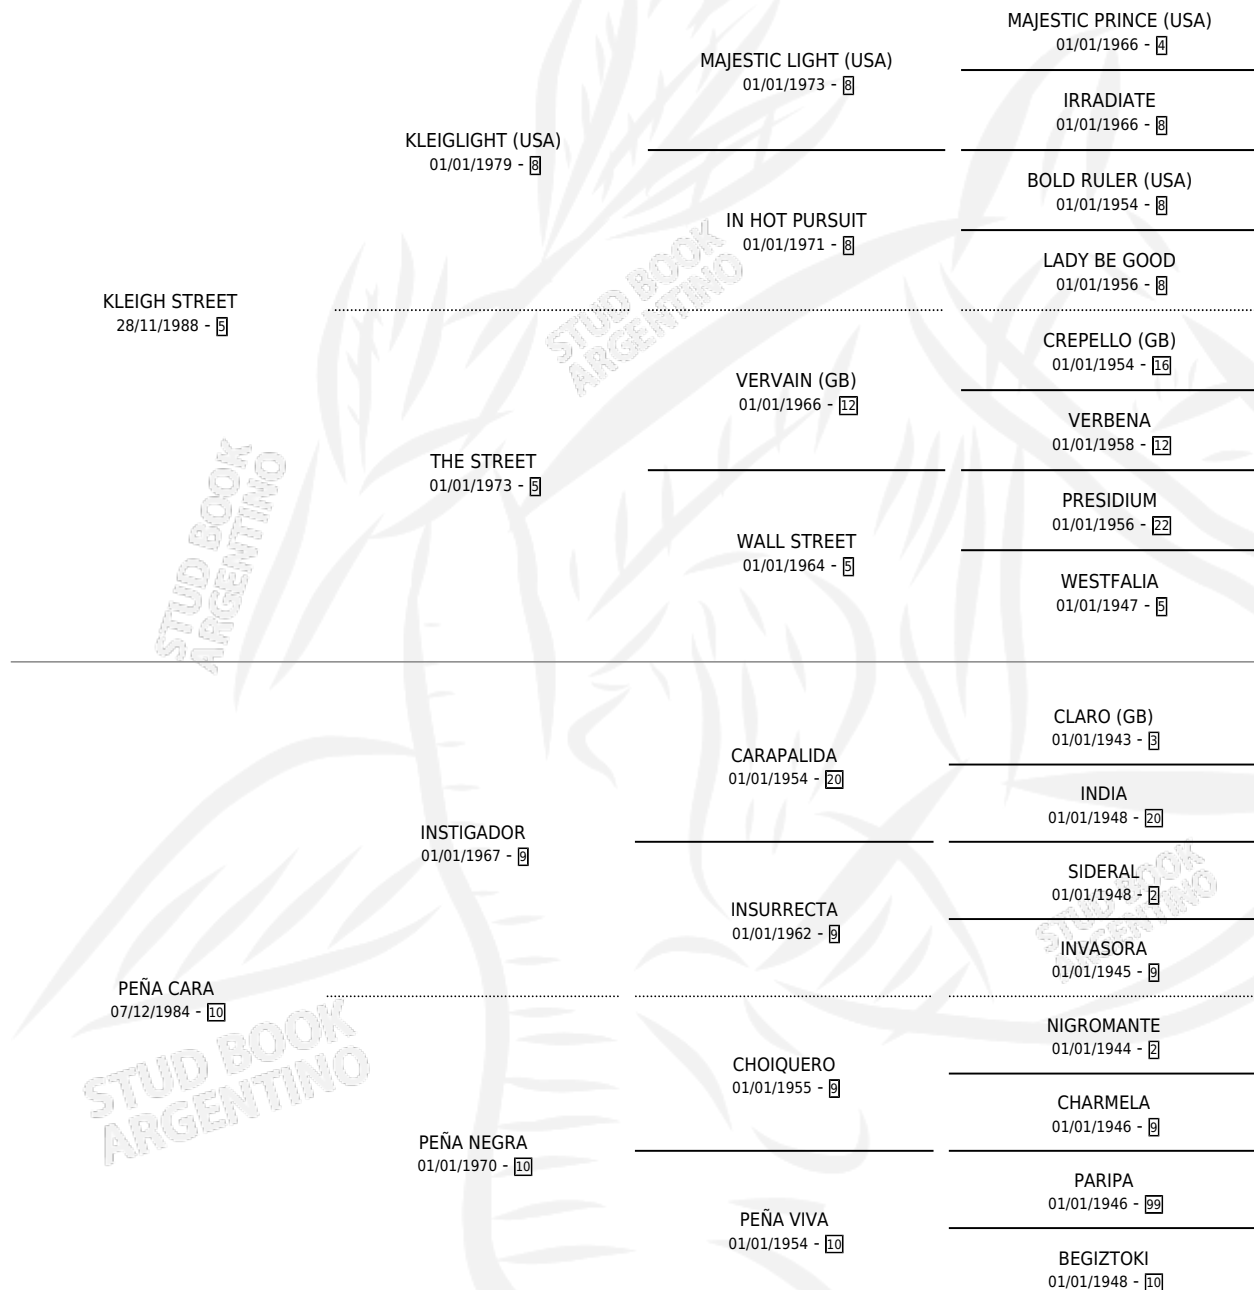 KLEIGH STREET
28/11/1988 - 5
KLEIGLIGHT (USA)
01/01/1979 - 8
THE STREET
01/01/1973 - 5
MAJESTIC LIGHT (USA)
01/01/1973 - 8
IN HOT PURSUIT
01/01/1971 - 8
VERVAIN (GB)
01/01/1966 - 12
WALL STREET
01/01/1964 - 5
MAJESTIC PRINCE (USA)
01/01/1966 - 4
IRRADIATE
01/01/1966 - 8
BOLD RULER (USA)
01/01/1954 - 8
LADY BE GOOD
01/01/1956 - 8
CREPELLO (GB)
01/01/1954 - 16
VERBENA
01/01/1958 - 12
PRESIDIUM
01/01/1956 - 22
WESTFALIA
01/01/1947 - 5
PEÑA CARA
07/12/1984 - 10
INSTIGADOR
01/01/1967 - 9
PEÑA NEGRA
01/01/1970 - 10
CARAPALIDA
01/01/1954 - 20
INSURRECTA
01/01/1962 - 9
CHOIQUERO
01/01/1955 - 9
PEÑA VIVA
01/01/1954 - 10
CLARO (GB)
01/01/1943 - 3
INDIA
01/01/1948 - 20
SIDERAL
01/01/1948 - 2
INVASORA
01/01/1945 - 9
NIGROMANTE
01/01/1944 - 2
CHARMELA
01/01/1946 - 9
PARIPA
01/01/1946 - 99
BEGIZTOKI
01/01/1948 - 10
STUD BOOK
ARGENTINO
STUD BOOK
ARGENTINO
STUD BOOK
ARGENTINO
STUD BOOK
ARGENTINO